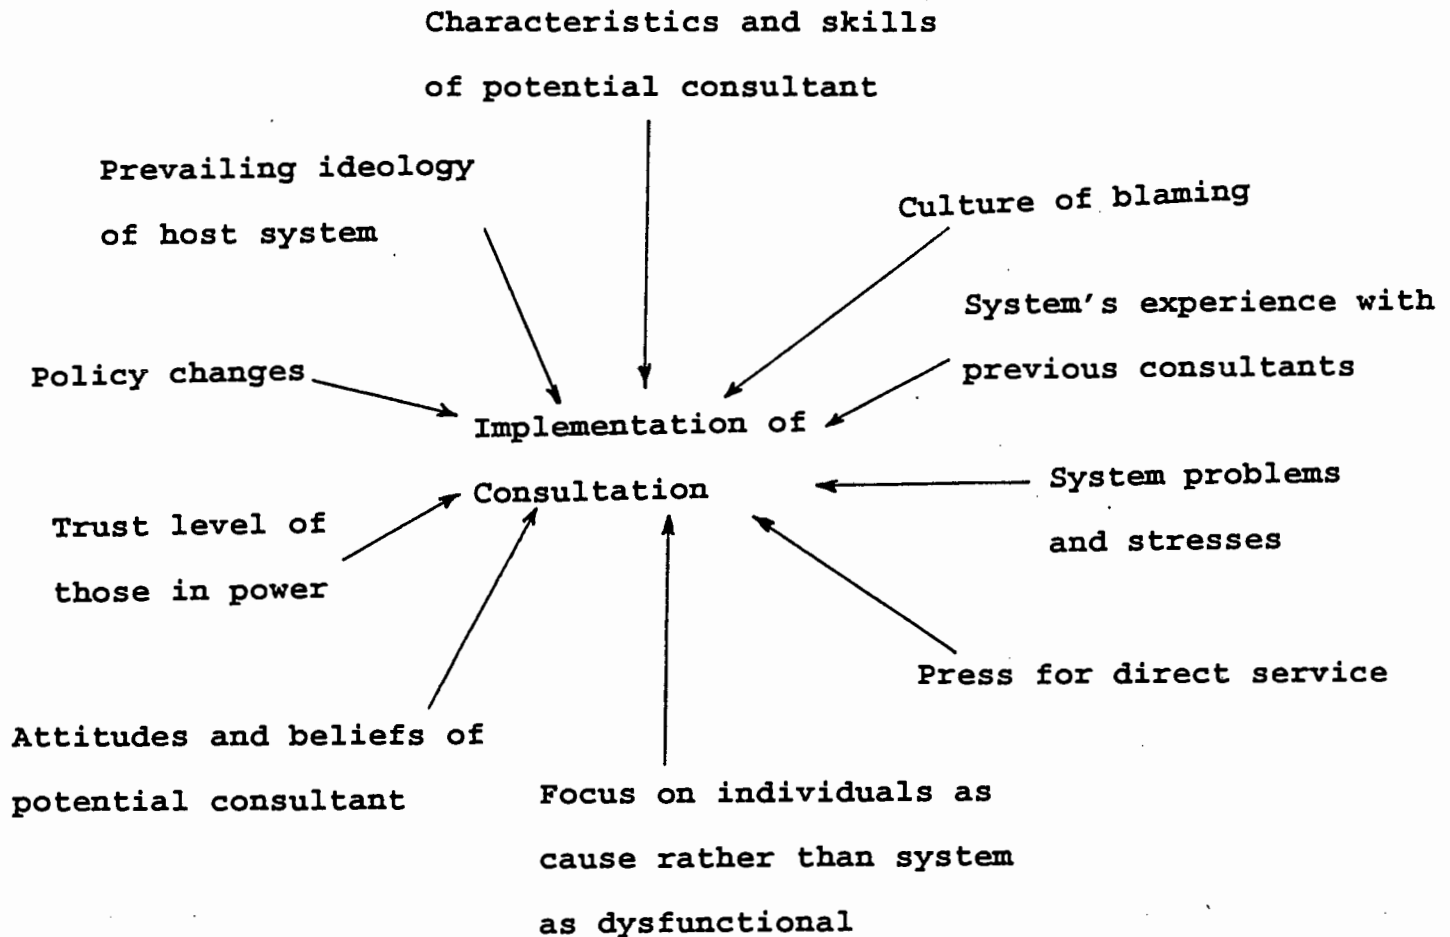 Characteristics and skills
of potential consultant
Prevailing ideology
of host system
Culture of blaming
System's experience with
previous consultants
Policy changes
Implementation of
Consultation
System problems
and stresses
Trust level of
those in power
Press for direct service
Attitudes and beliefs of
potential consultant
Focus on individuals as
cause rather than system
as dysfunctional